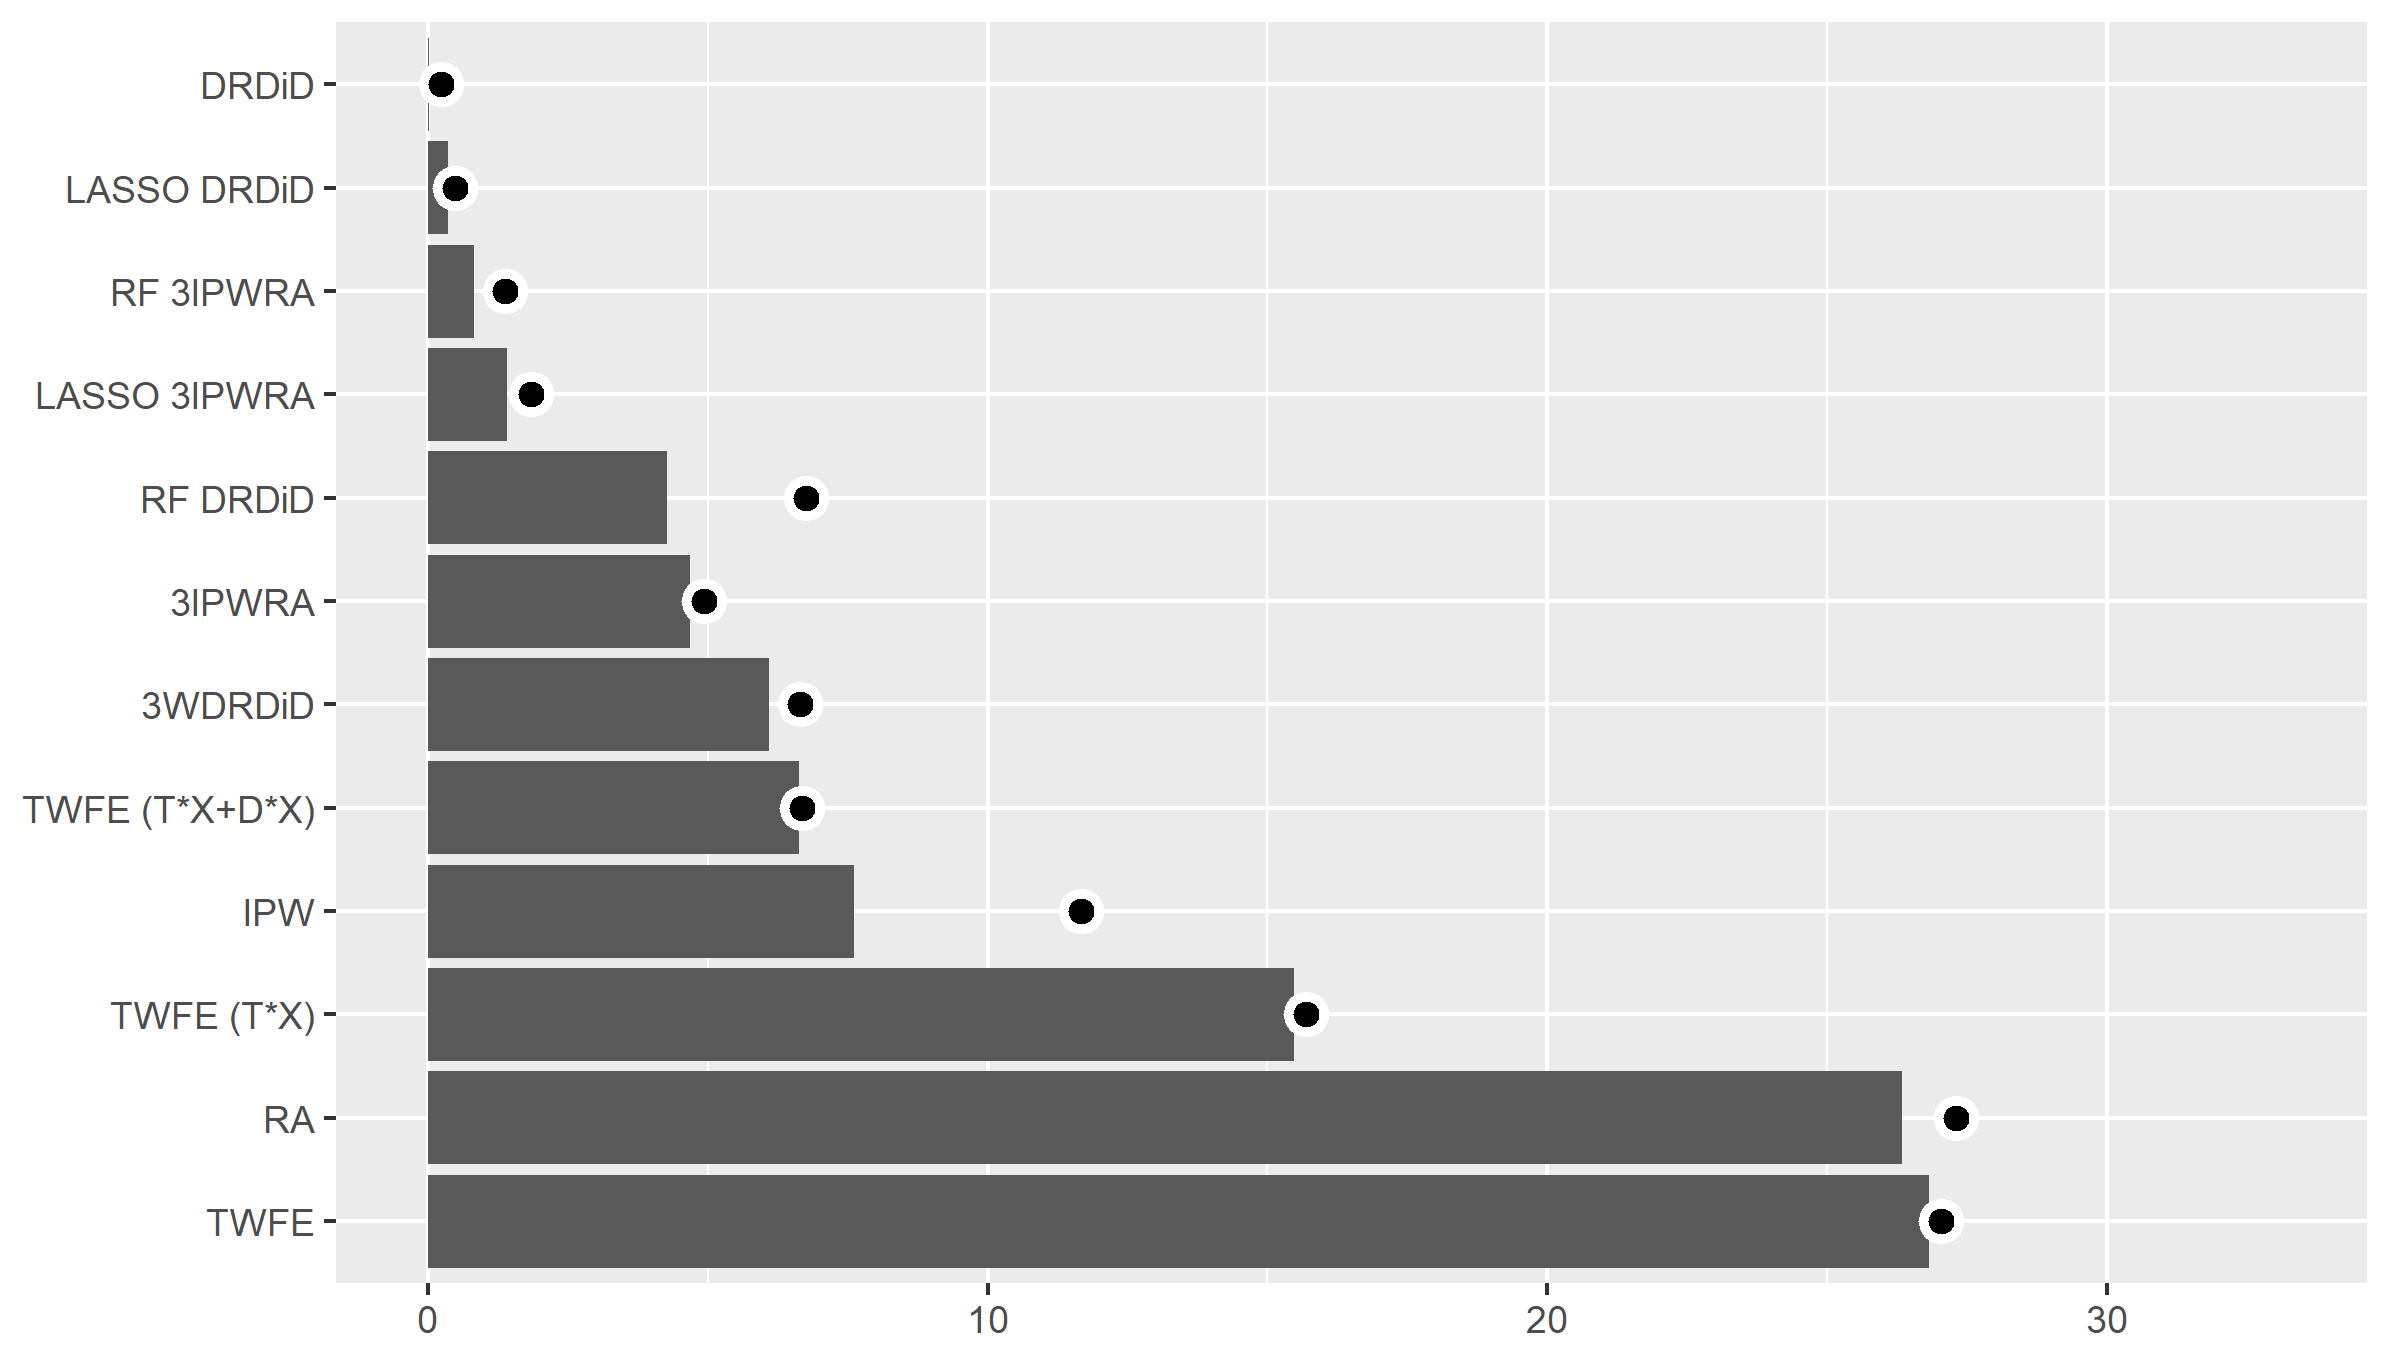 DRDiD
LASSO DRDiD
RF 3IPWRA
LASSO 3IPWRA
RF DRDiD
3IPWRA
3WDRDiD
TWFE (T*X+D*X)
IPW
TWFE (T*X)
RA
TWFE
0 10 20 30